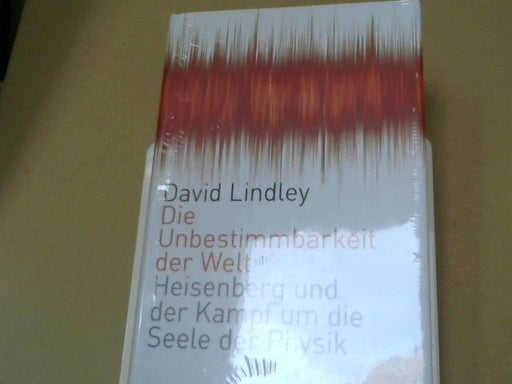 David Lindley
Die
Unbestimmbarkeit
der Welt
Heisenberg und
der Kampf um die
Seele der Physik